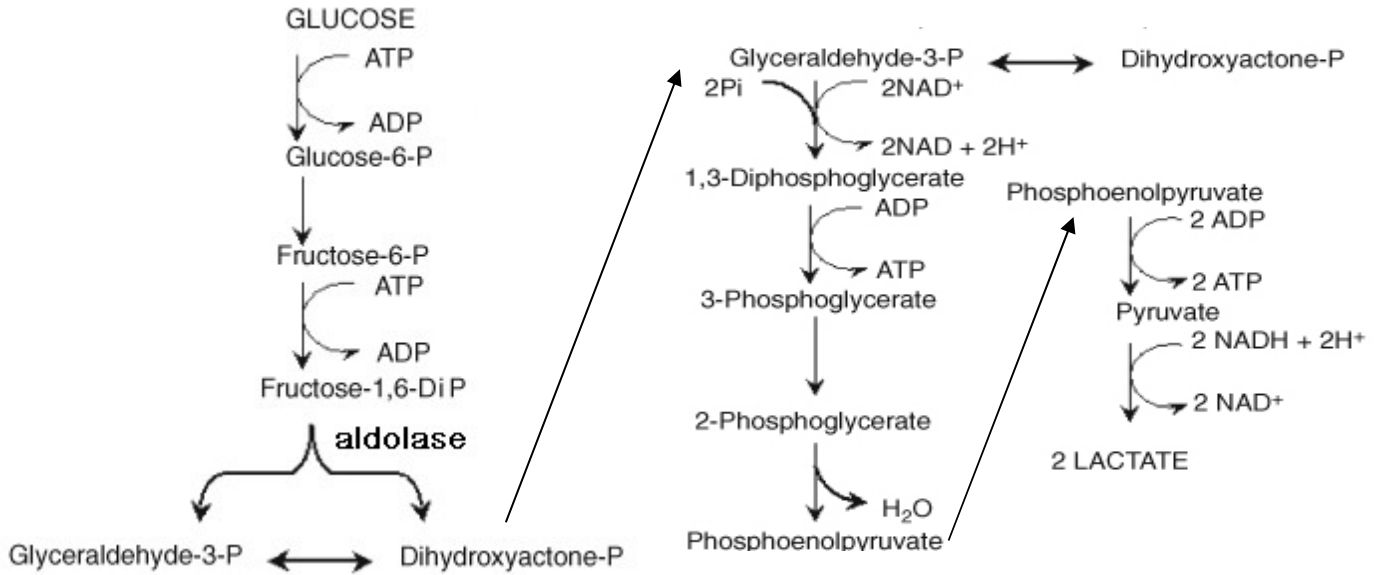 GLUCOSE
ATP
ADP
Glucose-6-P
Fructose-6-P
ATP
ADP
Fructose-1,6-Di P
aldolase
Glyceraldehyde-3-P
Dihydroxyactone-P
Glyceraldehyde-3-P
Dihydroxyactone-P
2Pi
2NAD⁺
2NAD + 2H⁺
1,3-Diphosphoglycerate
ADP
ATP
3-Phosphoglycerate
2-Phosphoglycerate
H₂O
Phosphoenolpyruvate
Phosphoenolpyruvate
2 ADP
2 ATP
Pyruvate
2 NADH + 2H⁺
2 NAD⁺
2 LACTATE